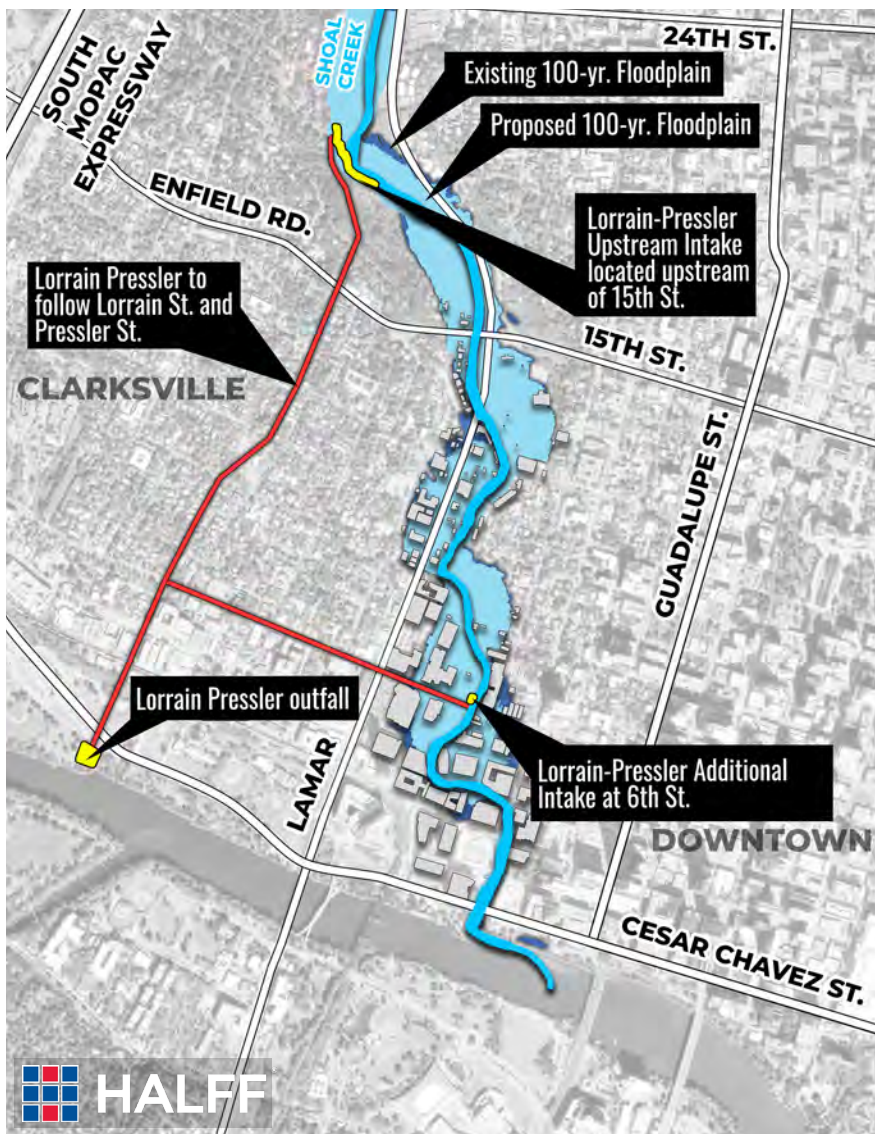 24TH ST.
SOUTH
MOPAC
EXPRESSWAY
SHOAL
CREEK
Existing 100-yr. Floodplain
Proposed 100-yr. Floodplain
ENFIELD RD.
Lorrain-Pressler
Upstream Intake
located upstream
of 15th St.
Lorrain Pressler to
follow Lorrain St. and
Pressler St.
15TH ST.
CLARKSVILLE
GUADALUPE ST.
Lorrain Pressler outfall
LAMAR
Lorrain-Pressler Additional
Intake at 6th St.
DOWNTOWN
CESAR CHAVEZ ST.
HALFF